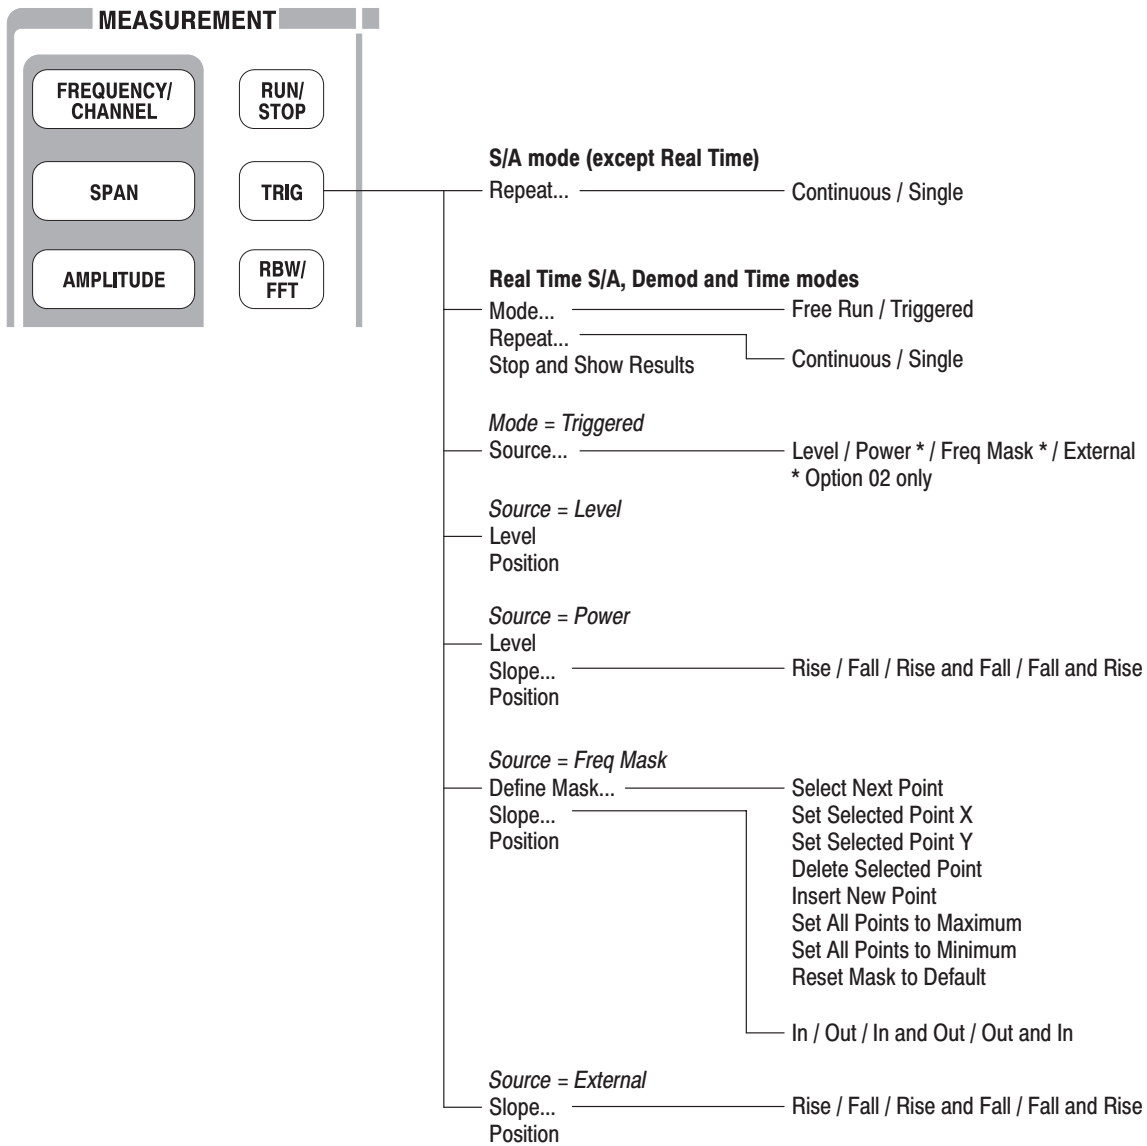 MEASUREMENT
FREQUENCY/
CHANNEL
RUN/
STOP
SPAN
TRIG
AMPLITUDE
RBW/
FFT
S/A mode (except Real Time)
Repeat... Continuous / Single
Real Time S/A, Demod and Time modes
Mode... Free Run / Triggered
Repeat...
Stop and Show Results Continuous / Single
Mode = Triggered
Source... Level / Power * / Freq Mask * / External
* Option 02 only
Source = Level
Level
Position
Source = Power
Level
Slope... Rise / Fall / Rise and Fall / Fall and Rise
Position
Source = Freq Mask
Define Mask... Select Next Point
Slope... Set Selected Point X
Position Set Selected Point Y
Delete Selected Point
Insert New Point
Set All Points to Maximum
Set All Points to Minimum
Reset Mask to Default
In / Out / In and Out / Out and In
Source = External
Slope... Rise / Fall / Rise and Fall / Fall and Rise
Position